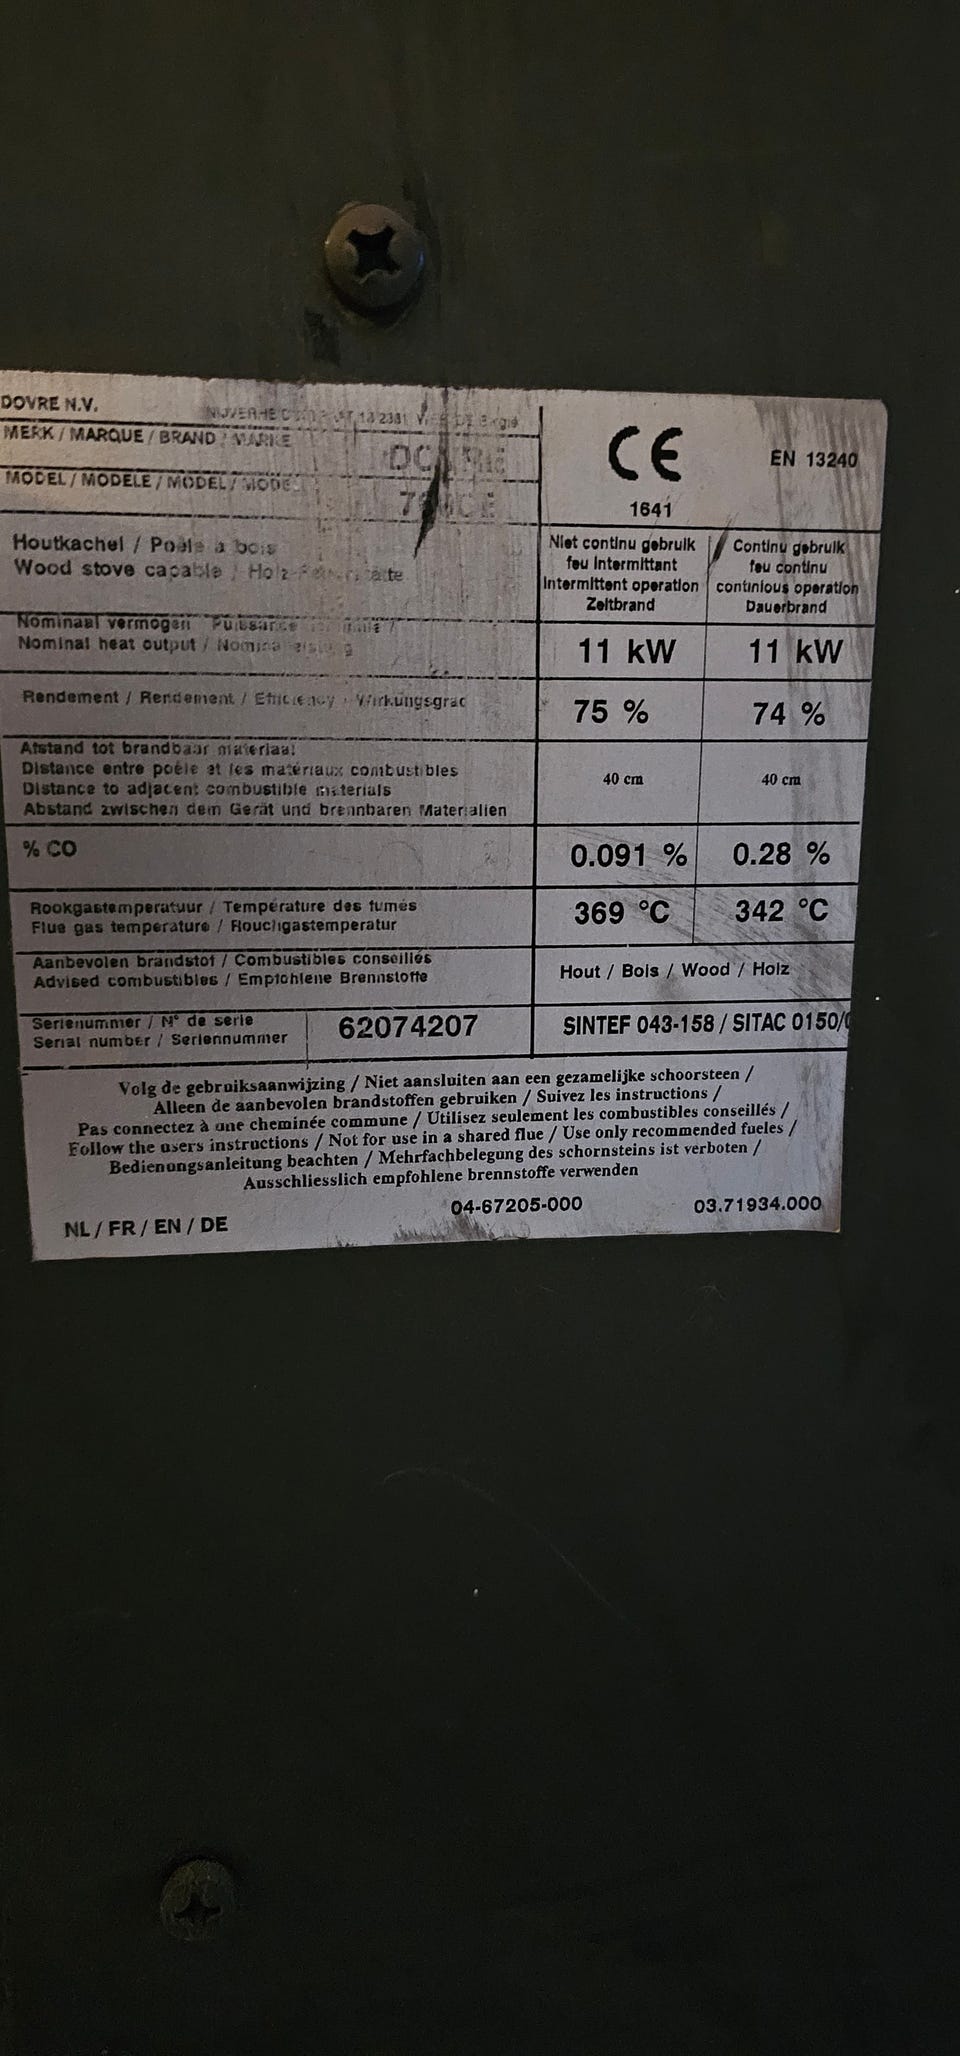 DOVRE N.V.
MERK / MARQUE / BRAND / MARKE
MODEL / MODELE / MODEL /
CE
EN 13240
1641
Houtkachel / Poele a bois
Wood stove capable /
Niet continu gebruik
feu intermittant
Intermittent operation
Zeitbrand
Continu gebruik
feu continu
continious operation
Dauerbrand
Nominaal vermogen Puissance
Nominal heat output /
11 kW
11 kW
Rendement / Rendement / Efficiency / Wirkungsgrad
75 %
74 %
Afstand tot brandbaar materiaal
Distance entre poêle et les matériaux combustibles
Distance to adjacent combustible materials
Abstand zwischen dem Gerät und brennbaren Materialien
40 cm
40 cm
% CO
0.091 %
0.28 %
Rookgastemperatuur / Température des fumés
Flue gas temperature / Rouchgastemperatur
369 °C
342 °C
Aanbevolen brandstof / Combustibles conseillés
Advised combustibles / Empfohlene Brennstoffe
Hout / Bois / Wood / Holz
Serienummer / N° de serie
Serial number / Seriennummer
62074207
SINTEF 043-158 / SITAC 0150/
Volg de gebruiksaanwijzing / Niet aansluiten aan een gezamelijke schoorsteen /
Alleen de aanbevolen brandstoffen gebruiken / Suivez les instructions /
Pas connectez à une cheminée commune / Utilisez seulement les combustibles conseillés /
Follow the users instructions / Not for use in a shared flue / Use only recommended fueles /
Bedienungsanleitung beachten / Mehrfachbelegung des schornsteins ist verboten /
Ausschliesslich empfohlene brennstoffe verwenden
NL / FR / EN / DE
04-67205-000
03.71934.000